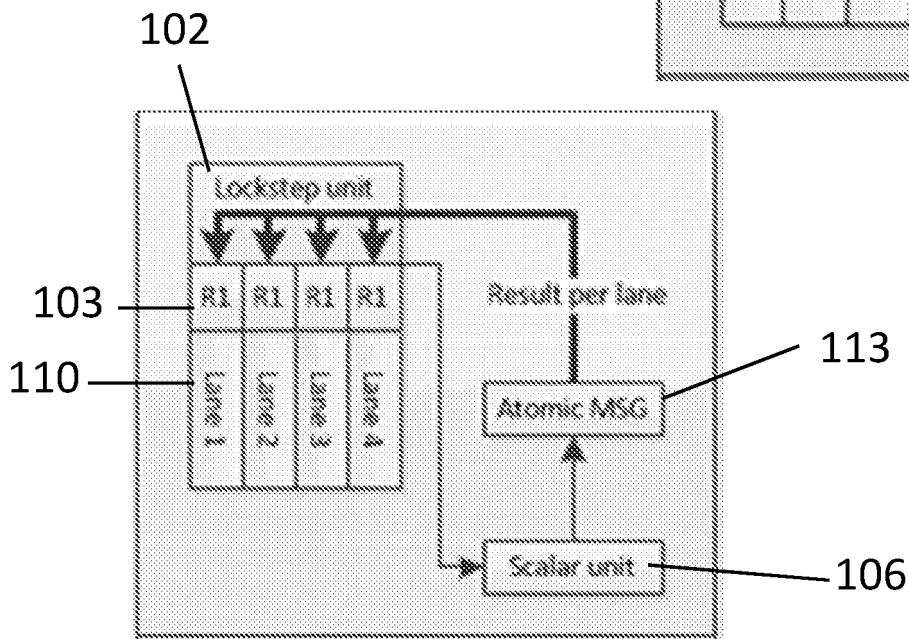 102
Lockstep unit
R1 R1 R1 R1
Result per lane
103
113
110
Lane 1 Lane 2 Lane 3 Lane 4
Atomic MSG
Scalar unit
106